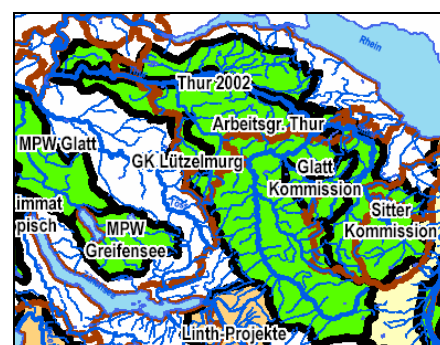 Rhein
Thur 2002
Arbeitsgr. Thur
MPW Glatt
GK Lützelmurg
Glatt
Kommission
immat
pisch
MPW
Greifensee
Töss
Sitter
Kommission
Linth-Projekte